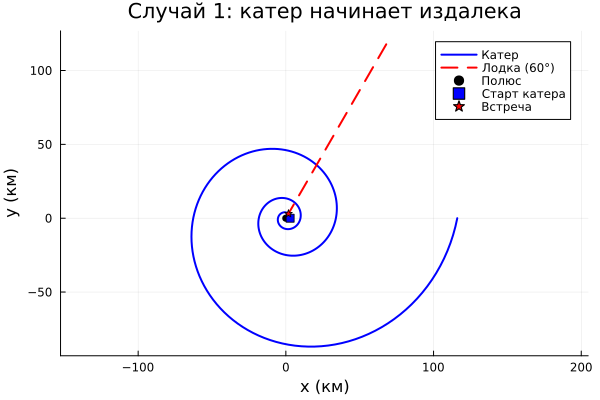 Случай 1: катер начинает издалека
Катер
Лодка (60°)
Полюс
Старт катера
Встреча
y (км)
100
50
0
−50
−100
0
100
200
x (км)